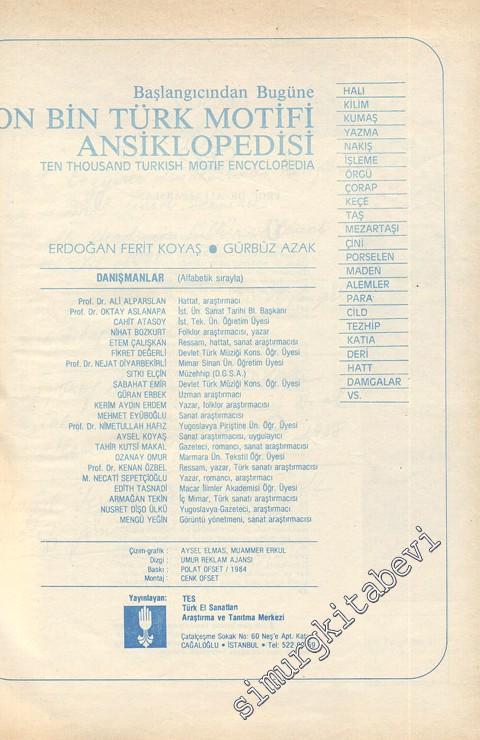 Başlangıcından Bugüne
ON BİN TÜRK MOTİFİ
ANSİKLOPEDİSİ
TEN THOUSAND TURKISH MOTIF ENCYCLOPEDIA
ERDOĞAN FERİT KOYAŞ ● GÜRBÜZ AZAK
HALI
KİLİM
KUMAŞ
YAZMA
NAKIŞ
İŞLEME
ÖRGÜ
ÇORAP
KEÇE
TAŞ
MEZARTAŞI
ÇİNİ
PORSELEN
MADEN
ALEMLER
PARA
CİLD
TEZHİP
KATIA
DERİ
HATT
DAMGALAR
VS.
DANIŞMANLAR (Alfabetik sırayla)
Prof. Dr. ALİ ALPARSLAN Hattat, araştırmacı
Prof. Dr. OKTAY ASLANAPA İst. Ün. Sanat Tarihi Bl. Başkanı
CAHİT ATASOY İst. Tek. Ün. Öğretim Üyesi
NİHAT BOZKURT Folklor araştırmacısı, yazar
ETEM ÇALIŞKAN Ressam, hattat, sanat araştırmacısı
FİKRET DEĞERLİ Devlet Türk Müziği Kons. Öğr. Üyesi
Prof. Dr. NEJAT DİYARBEKİRLİ Mimar Sinan Ün. Öğretim Üyesi
SITKI ELÇİN Müzehhip (D.G.S.A.)
SABAHAT EMİR Devlet Türk Müziği Kons. Öğr. Üyesi
GÜRAN ERBEK Uzman araştırmacı
KERİM AYDIN ERDEM Yazar, folklor araştırmacısı
MEHMET EYÜBOĞLU Sanat araştırmacısı
Prof. Dr. NİMETULLAH HAFIZ Yugoslavya Piriştine Ün. Öğr. Üyesi
AYSEL KOYAŞ Sanat araştırmacısı, uygulayıcı
TAHİR KUTSİ MAKAL Gazeteci, romancı, sanat araştırmacısı
OZANAY OMUR Marmara Ün. Tekstil Öğr. Üyesi
Prof. Dr. KENAN ÖZBEL Ressam, yazar, Türk sanatı araştırmacısı
M. NECATİ SEPETÇİOĞLU Yazar, romancı, araştırmacı
EDITH TASNADI Macar İlimler Akademisi Öğr. Üyesi
ARMAĞAN TEKİN İç Mimar, Türk sanatı araştırmacısı
NUSRET DİŞO ÜLKÜ Yugoslavya-Gazeteci, araştırmacı
MENGÜ YEĞİN Görüntü yönetmeni, sanat araştırmacısı
Çizim-grafik : AYSEL ELMAS, MUAMMER ERKUL
Dizgi : UMUR REKLAM AJANSI
Baskı : POLAT OFSET / 1984
Montaj : CENK OFSET
Yayınlayan: TES
Türk El Sanatları
Araştırma ve Tanıtma Merkezi
Çatalçeşme Sokak No: 60 Neş'e Apt. Kat:
CAĞALOĞLU • İSTANBUL • Tel: 522
simurgkitabevi